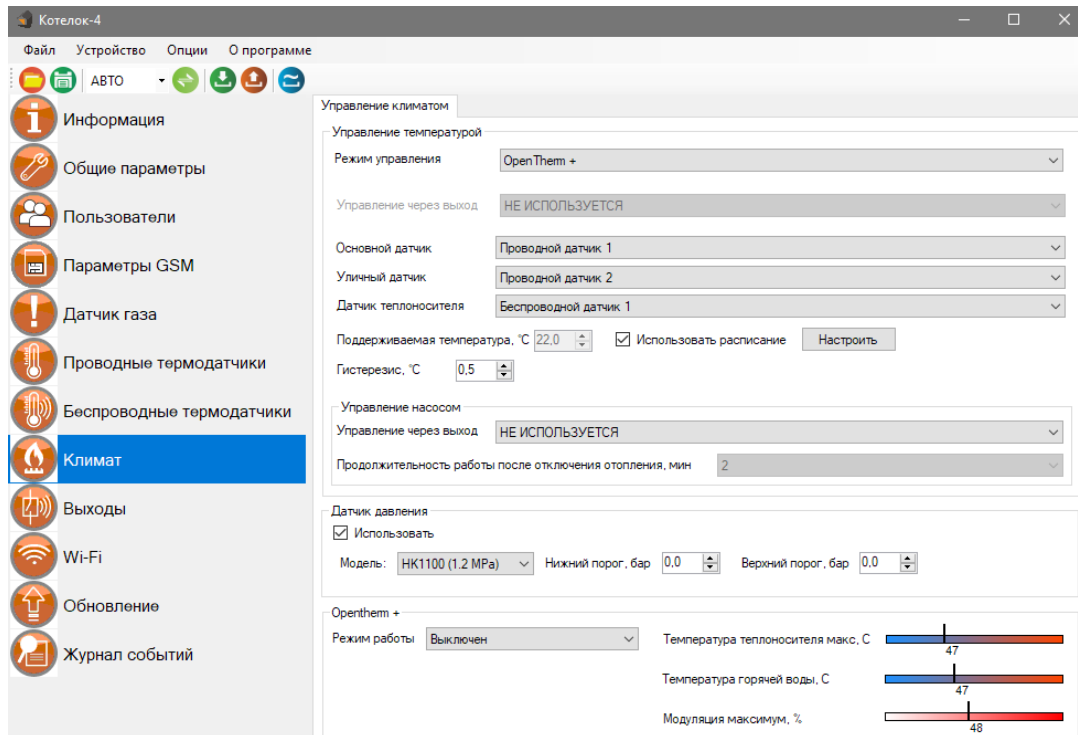 Котелок-4
Файл Устройство Опции О программе
АВТО
Информация
Общие параметры
Пользователи
Параметры GSM
Датчик газа
Проводные термодатчики
Беспроводные термодатчики
Климат
Выходы
Wi-Fi
Обновление
Журнал событий
Управление климатом
Управление температурой
Режим управления OpenTherm +
Управление через выход НЕ ИСПОЛЬЗУЕТСЯ
Основной датчик Проводной датчик 1
Уличный датчик Проводной датчик 2
Датчик теплоносителя Беспроводной датчик 1
Поддерживаемая температура, °C 22,0 Использовать расписание Настроить
Гистерезис, °C 0,5
Управление насосом
Управление через выход НЕ ИСПОЛЬЗУЕТСЯ
Продолжительность работы после отключения отопления, мин 2
Датчик давления
Использовать
Модель: HK1100 (1.2 MPa) Нижний порог, бар 0,0 Верхний порог, бар 0,0
Opentherm +
Режим работы Выключен
Температура теплоносителя макс, С
47
Температура горячей воды, С
47
Модуляция максимум, %
48